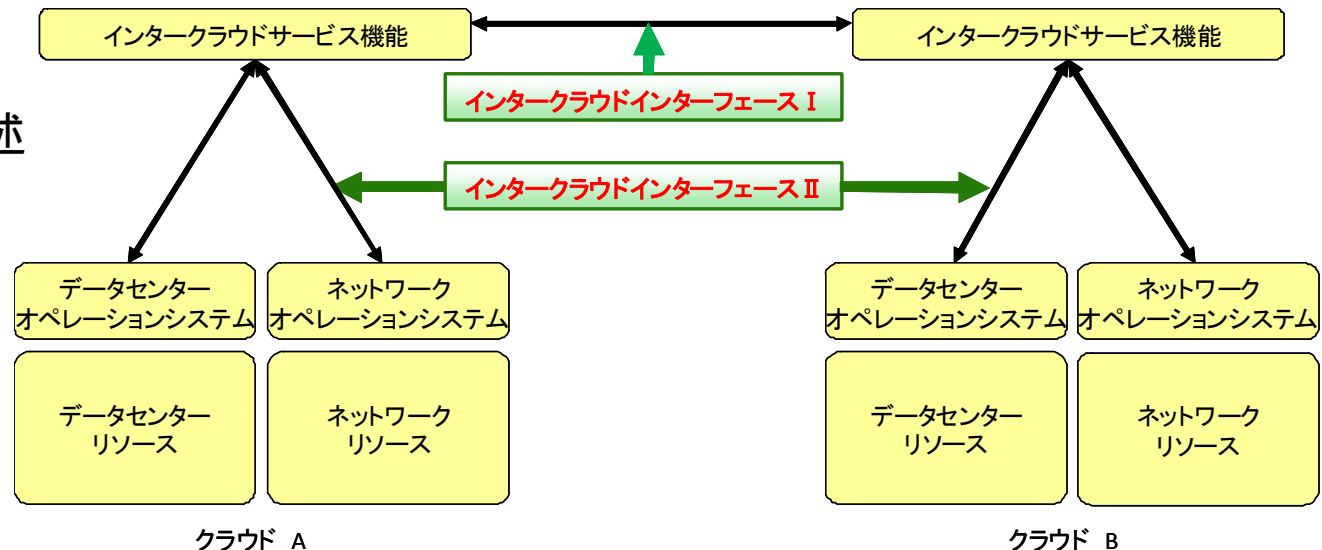 インタークラウドサービス機能
インタークラウドサービス機能
インタークラウドインターフェースⅠ
述
インタークラウドインターフェースⅡ
データセンター
オペレーションシステム
ネットワーク
オペレーションシステム
データセンター
オペレーションシステム
ネットワーク
オペレーションシステム
データセンター
リソース
ネットワーク
リソース
データセンター
リソース
ネットワーク
リソース
クラウド A
クラウド B